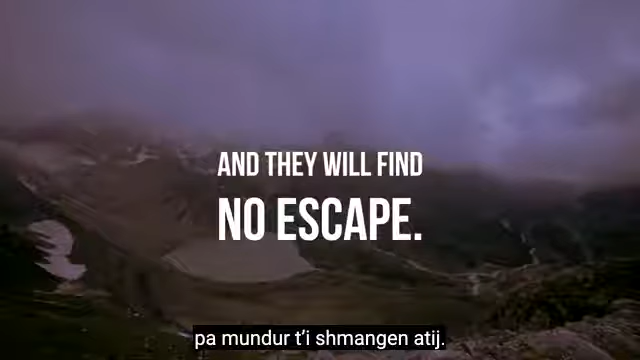 AND THEY WILL FIND
NO ESCAPE.
pa mundur t'i shmangen atij.